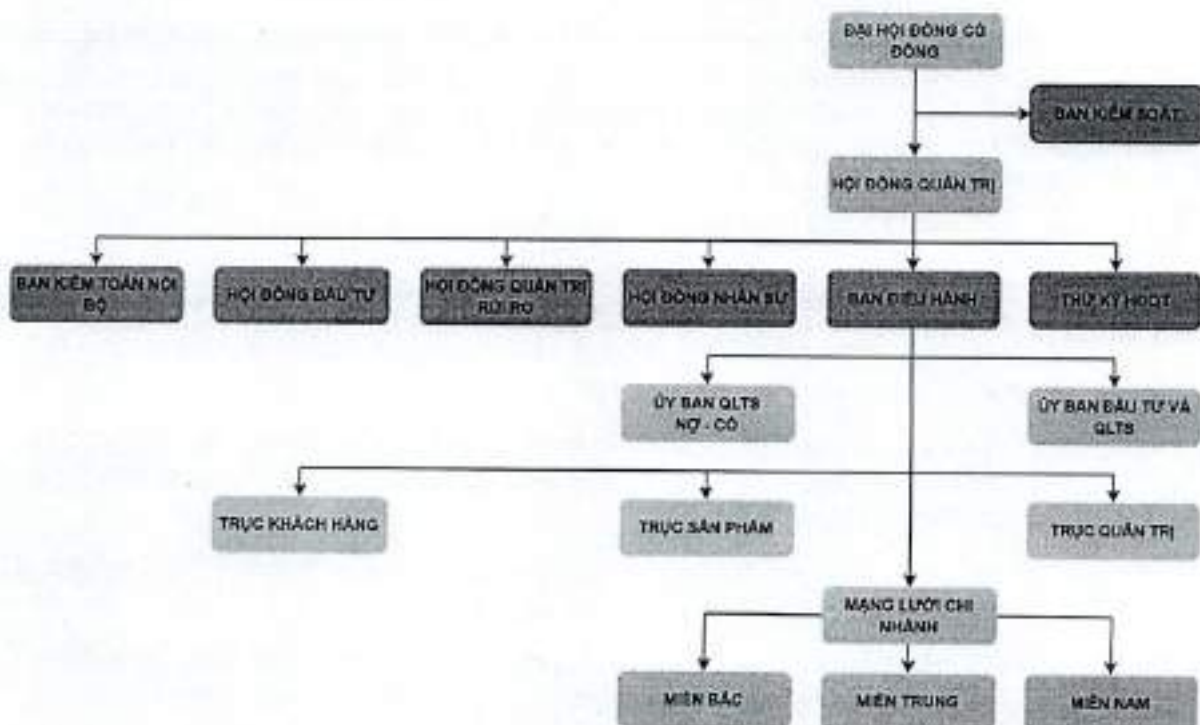 ĐẠI HỘI ĐỒNG CỔ
ĐÔNG
BAN KIỂM SOÁT
HỘI ĐỒNG QUẢN TRỊ
BAN KIỂM TOÁN NỘI
BỘ
HỘI ĐỒNG ĐẦU TƯ
HỘI ĐỒNG QUẢN TRỊ
RỦI RO
HỘI ĐỒNG NHÂN SỰ
BAN ĐIỀU HÀNH
THƯ KÝ HĐQT
ỦY BAN QLTS
NỢ - CÓ
ỦY BAN ĐẦU TƯ VÀ
QLTS
TRỤC KHÁCH HÀNG
TRỤC SẢN PHẨM
TRỤC QUẢN TRỊ
MẠNG LƯỚI CHI
NHÁNH
MIỀN BẮC
MIỀN TRUNG
MIỀN NAM